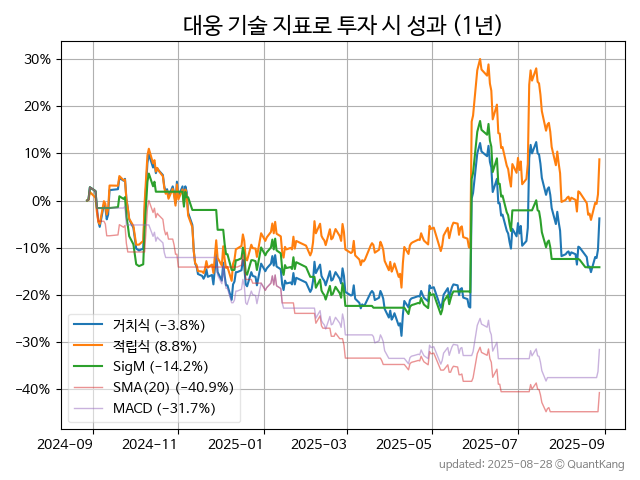 대웅 기술 지표로 투자 시 성과 (1년)
30%
20%
10%
0%
−10%
−20%
−30%
−40%
거치식 (−3.8%)
적립식 (8.8%)
SigM (−14.2%)
SMA(20) (−40.9%)
MACD (−31.7%)
2024-09 2024-11 2025-01 2025-03 2025-05 2025-07 2025-09
updated: 2025-08-28 © QuantKang